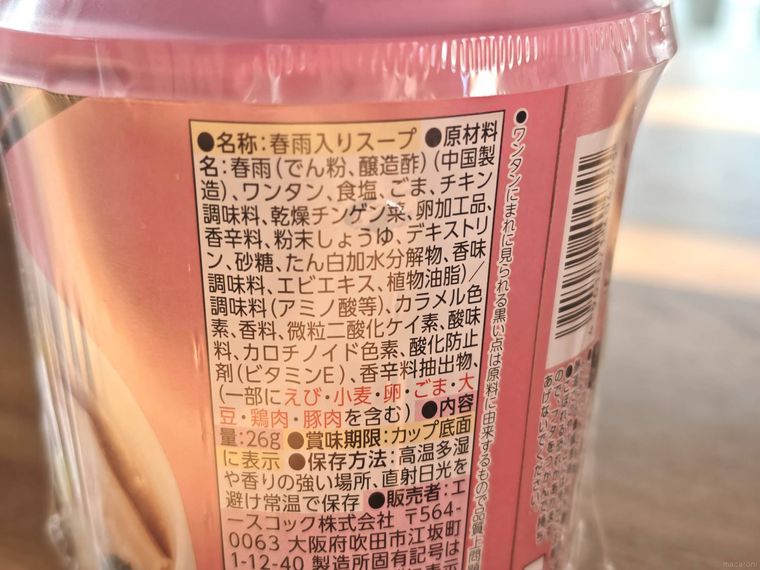 ●名称:春雨入りスープ ●原材料
名:春雨(でん粉、醸造酢)(中国製
造)、ワンタン、食塩、ごま、チキン
調味料、乾燥チンゲン菜、卵加工品、
香辛料、粉末しょうゆ、デキストリ
ン、砂糖、たん白加水分解物、香味
調味料、エビエキス、植物油脂)/
調味料(アミノ酸等)、カラメル色
素、香料、微粒二酸化ケイ素、酸味
料、カロチノイド色素、酸化防止
剤(ビタミンE)、香辛料抽出物、
(一部にえび・小麦・卵・ごま・大
豆・鶏肉・豚肉を含む) ●内容
量:26g ●賞味期限:カップ底面
に表示 ●保存方法:高温多湿
や香りの強い場所、直射日光を
避け常温で保存 ●販売者:エ
ースコック株式会社 〒564-
0063 大阪府吹田市江坂町
1-12-40 製造所固有記号は
●ワンタンにまれに見られる黒い点は原料に由来するもので品質上問題
あけないでください。
macaroni